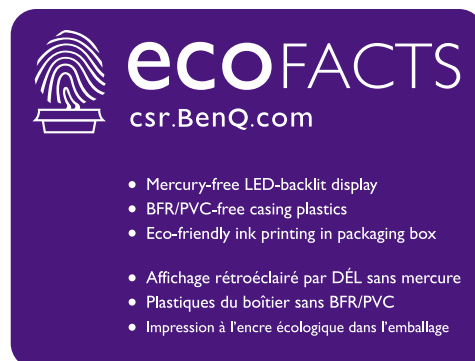 ecoFACTS
csr.BenQ.com
• Mercury-free LED-backlit display
• BFR/PVC-free casing plastics
• Eco-friendly ink printing in packaging box
• Affichage rétroéclairé par DÉL sans mercure
• Plastiques du boîtier sans BFR/PVC
• Impression à l'encre écologique dans l'emballage